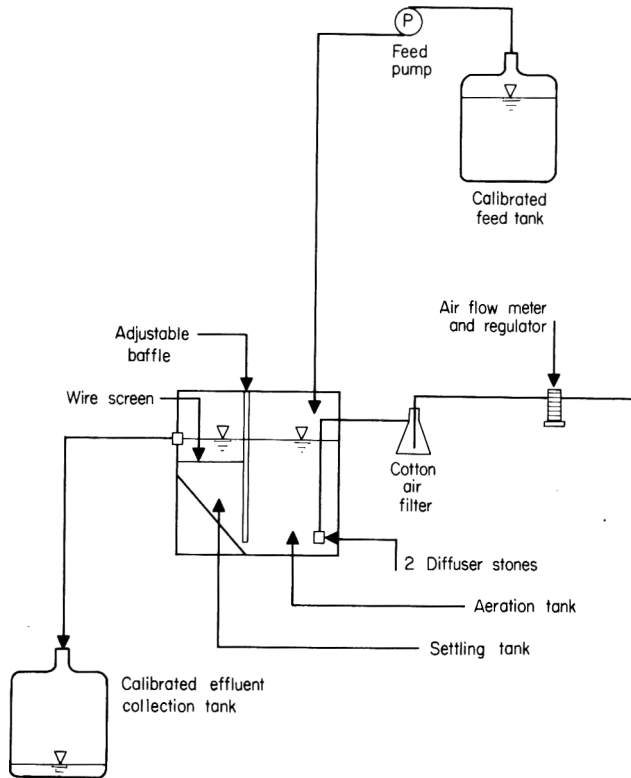 P
Feed
pump
Calibrated
feed tank
Air flow meter
and regulator
Adjustable
baffle
Wire screen
Cotton
air
filter
2 Diffuser stones
Aeration tank
Settling tank
Calibrated effluent
collection tank